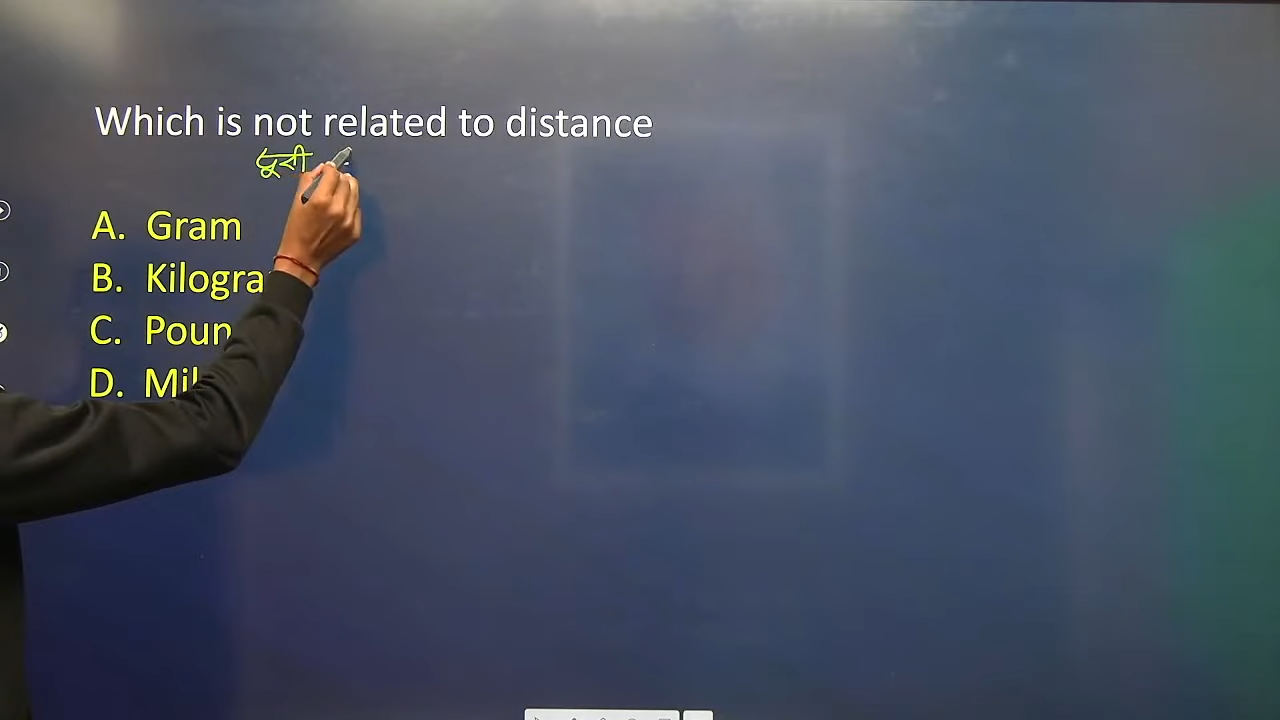 Which is not related to distance
दूरी
A. Gram
B. Kilogra
C. Poun
D. Mil